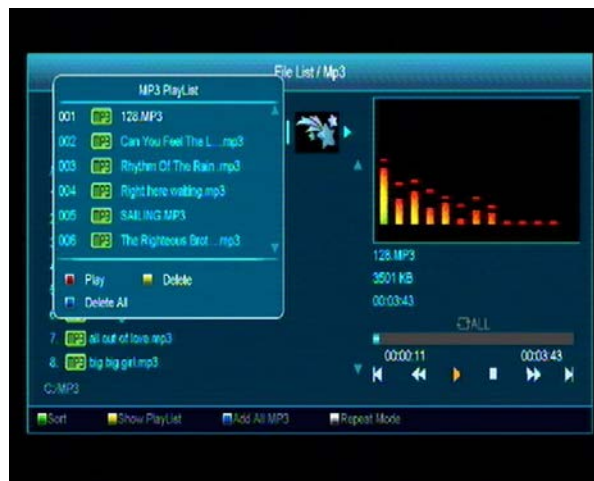 File List / Mp3
MP3 PlayList
001 MP3 128.MP3
002 MP3 Can You Feel The L....mp3
003 MP3 Rhythm Of The Rain .mp3
004 MP3 Right here waiting.mp3
005 MP3 SAILING.MP3
006 MP3 The Righteous Brot....mp3
Play Delete
Delete All
7. MP3 all out of love.mp3
8. MP3 big big girl.mp3
C:/MP3
128.MP3
3501 KB
00:03:43
ALL
00:00:11 00:03:43
Sort Show PlayList Add All MP3 Repeat Mode